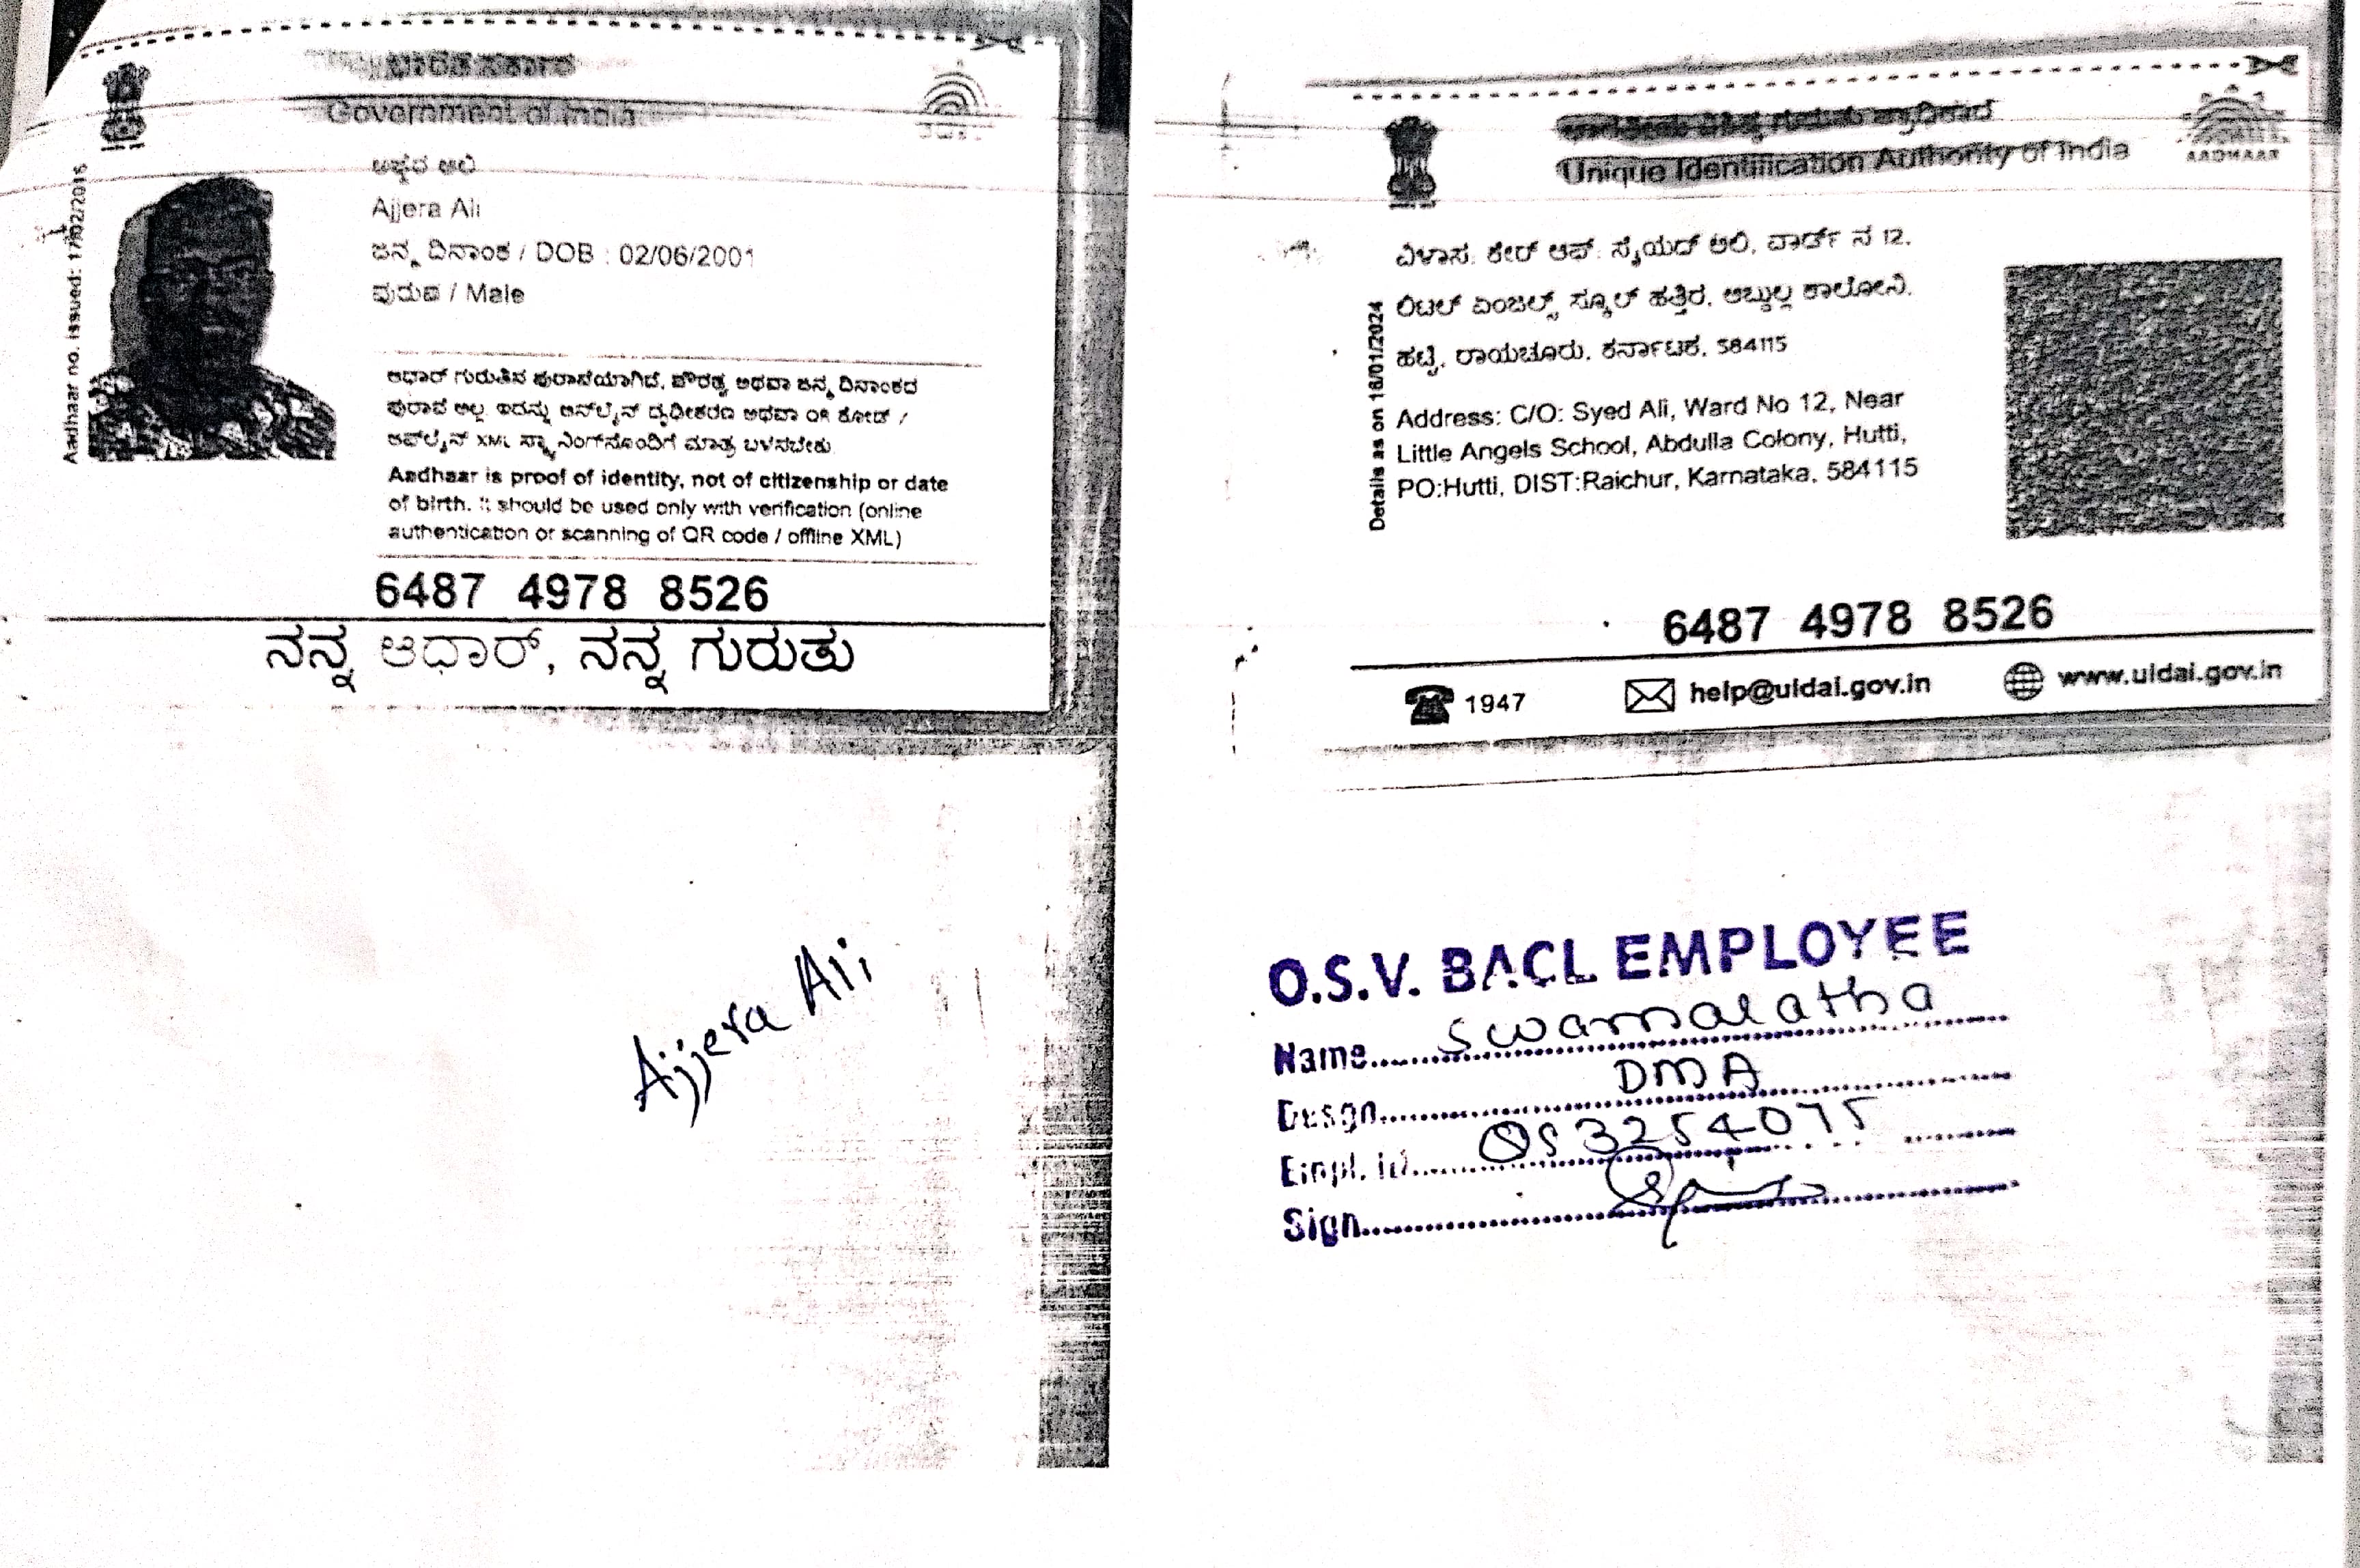 ಭಾರತ ಸರ್ಕಾರ
Government of India
Aadhaar no. issued: 17/02/2016
ಅಜ್ಜೆರ ಅಲಿ
Ajjera Ali
ಜನ್ಮ ದಿನಾಂಕ / DOB : 02/06/2001
ಪುರುಷ / Male
ಆಧಾರ್ ಗುರುತಿನ ಪುರಾವೆಯಾಗಿದೆ, ಪೌರತ್ವ ಅಥವಾ ಜನ್ಮ ದಿನಾಂಕದ
ಪುರಾವೆ ಅಲ್ಲ. ಇದನ್ನು ಆನ್‌ಲೈನ್ ದೃಢೀಕರಣ ಅಥವಾ QR ಕೋಡ್ /
ಆಫ್‌ಲೈನ್ XML ಸ್ಕ್ಯಾನಿಂಗ್‌ನೊಂದಿಗೆ ಮಾತ್ರ ಬಳಸಬೇಕು
Aadhaar is proof of identity, not of citizenship or date
of birth. It should be used only with verification (online
authentication or scanning of QR code / offline XML)
6487 4978 8526
ನನ್ನ ಆಧಾರ್, ನನ್ನ ಗುರುತು
Ajjera Ali
Unique Identification Authority of India
AADHAAR
Details as on 16/01/2024
ವಿಳಾಸ: ಕೇರ್ ಆಫ್: ಸೈಯದ್ ಅಲಿ, ವಾರ್ಡ್ ನ 12,
ಲಿಟಲ್ ಏಂಜಲ್ಸ್ ಸ್ಕೂಲ್ ಹತ್ತಿರ, ಅಬ್ದುಲ್ಲ ಕಾಲೋನಿ,
ಹಟ್ಟಿ, ರಾಯಚೂರು, ಕರ್ನಾಟಕ, 584115
Address: C/O: Syed Ali, Ward No 12, Near
Little Angels School, Abdulla Colony, Hutti,
PO:Hutti, DIST:Raichur, Karnataka, 584115
6487 4978 8526
1947
help@uidai.gov.in
www.uidai.gov.in
O.S.V. BACL EMPLOYEE
Name Swarnalatha
Desgn. DMA
Empl. id OS3254075
Sign